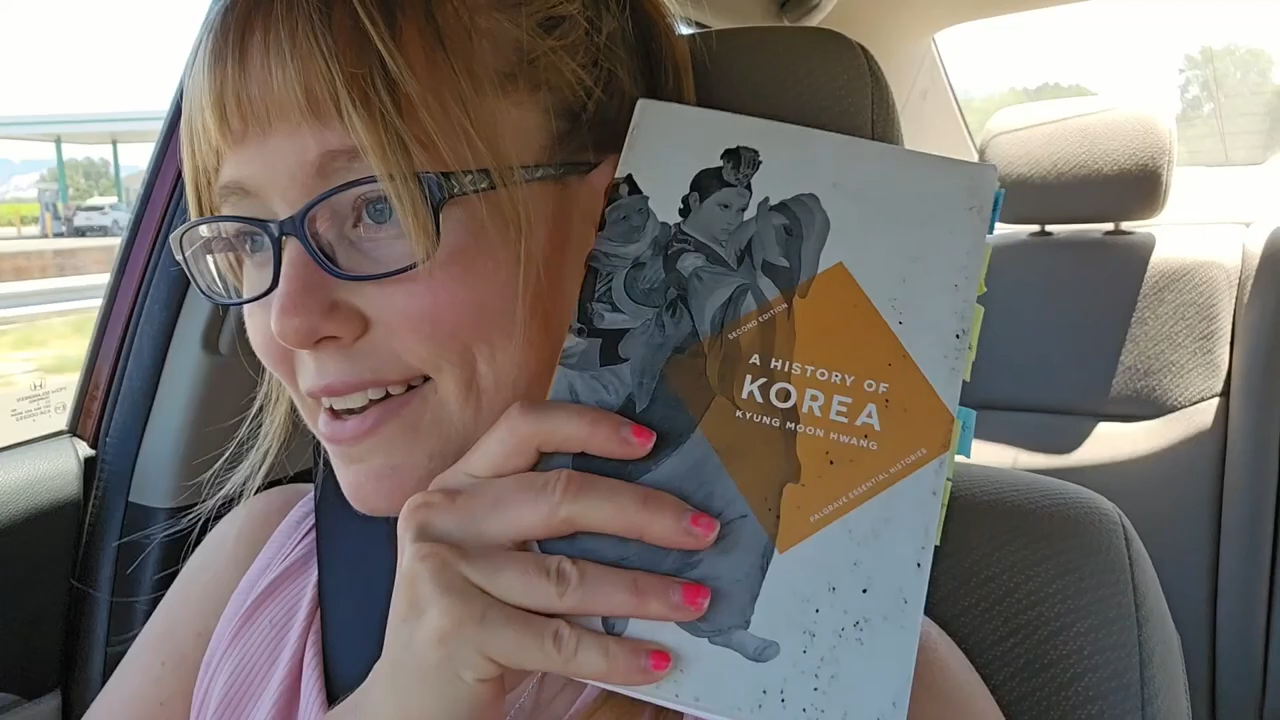 SECOND EDITION
A HISTORY OF
KOREA
KYUNG MOON HWANG
PALGRAVE ESSENTIAL HISTORIES